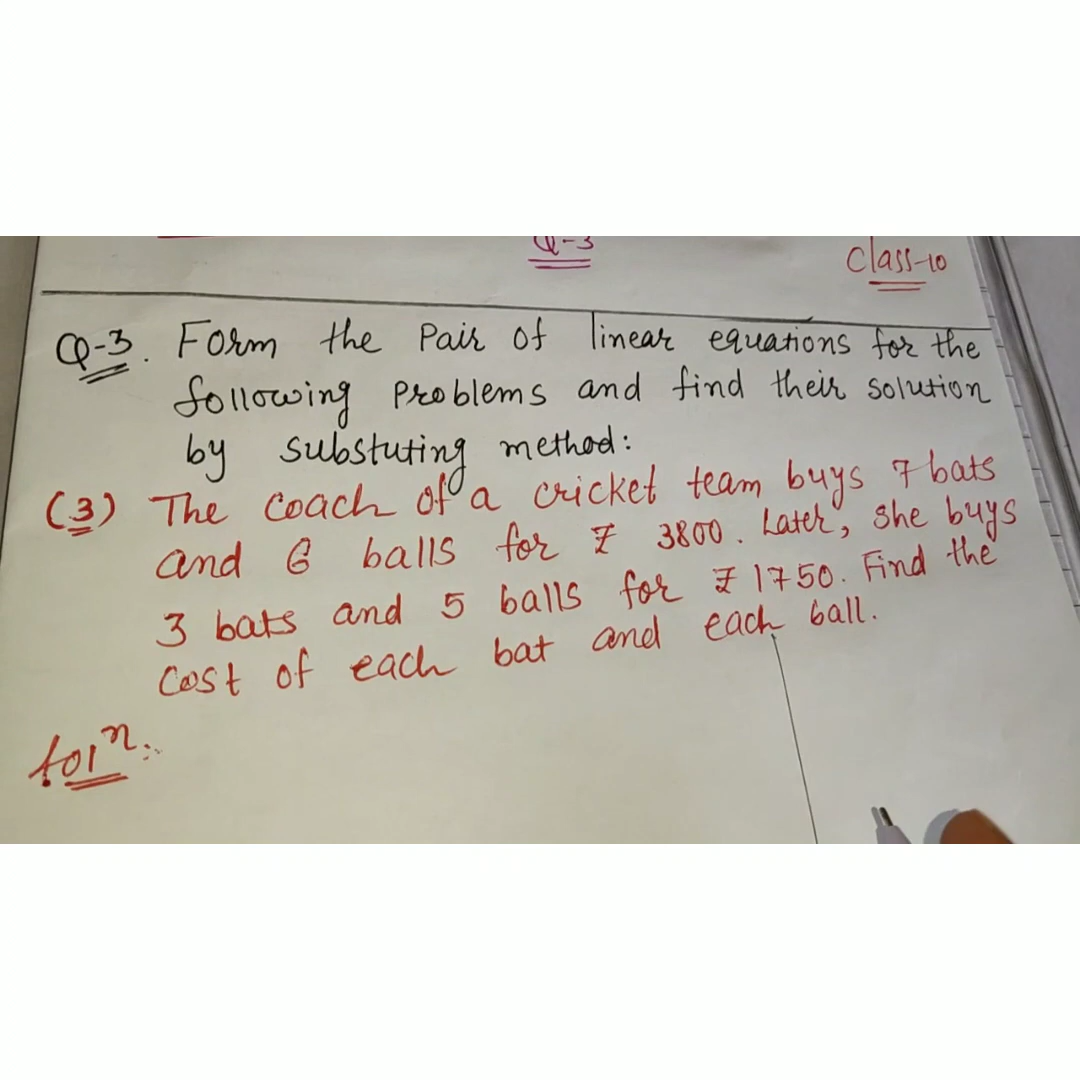 Q-3
Class-10
Q-3. Form the Pair of linear equations for the
following Problems and find their solution
by substuting method:
(3) The coach of a cricket team buys 7 bats
and 6 balls for ₹ 3800. Later, she buys
3 bats and 5 balls for ₹ 1750. Find the
cost of each bat and each ball.
Solⁿ: